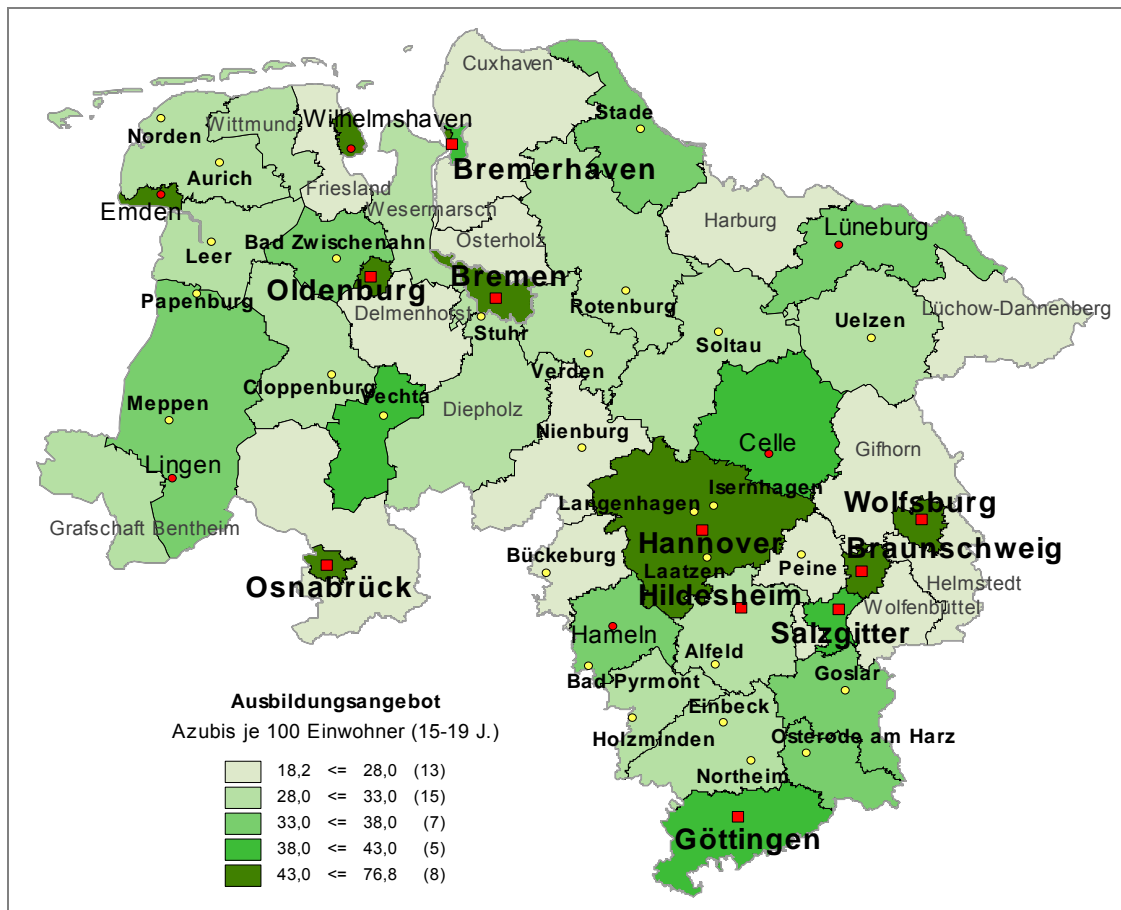 Cuxhaven
Stade
Norden
Wittmund
Wilhelmshaven
Bremerhaven
Aurich
Friesland
Emden
Wesermarsch
Harburg
Lüneburg
Leer
Bad Zwischenahn
Osterholz
Bremen
Oldenburg
Papenburg
Delmenhorst
Rotenburg
Lüchow-Dannenberg
Stuhr
Soltau
Uelzen
Verden
Cloppenburg
Vechta
Meppen
Diepholz
Nienburg
Celle
Gifhorn
Lingen
Isernhagen
Langenhagen
Wolfsburg
Grafschaft Bentheim
Hannover
Braunschweig
Bückeburg
Peine
Laatzen
Osnabrück
Hildesheim
Helmstedt
Wolfenbüttel
Hameln
Salzgitter
Alfeld
Bad Pyrmont
Goslar
Einbeck
Holzminden
Osterode am Harz
Northeim
Göttingen
Ausbildungsangebot
Azubis je 100 Einwohner (15-19 J.)
18,2 <= 28,0 (13)
28,0 <= 33,0 (15)
33,0 <= 38,0 (7)
38,0 <= 43,0 (5)
43,0 <= 76,8 (8)